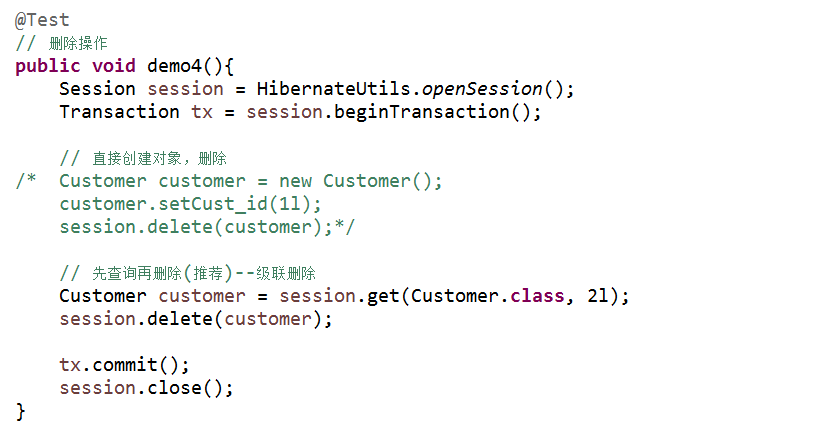 @Test
// 删除操作
public void demo4(){
    Session session = HibernateUtils.openSession();
    Transaction tx = session.beginTransaction();

    // 直接创建对象，删除
/*  Customer customer = new Customer();
    customer.setCust_id(1l);
    session.delete(customer);*/

    // 先查询再删除(推荐)--级联删除
    Customer customer = session.get(Customer.class, 2l);
    session.delete(customer);

    tx.commit();
    session.close();
}